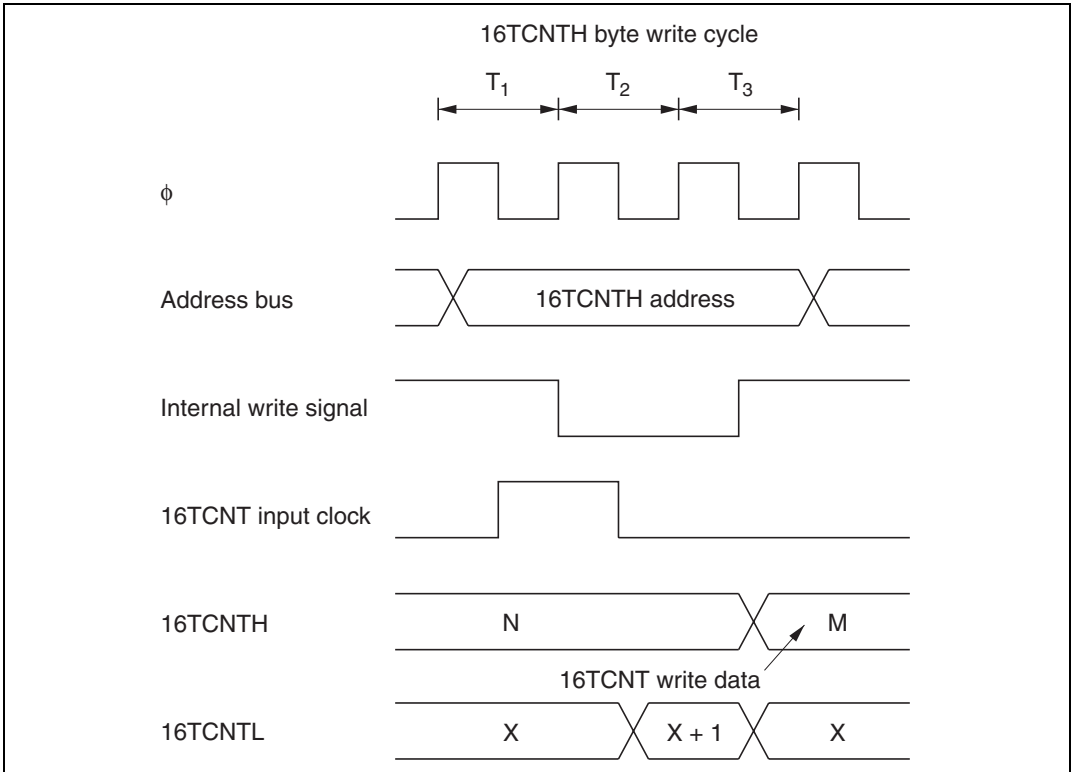 16TCNTH byte write cycle
T1 T2 T3
φ
Address bus 16TCNTH address
Internal write signal
16TCNT input clock
16TCNTH N M
16TCNT write data
16TCNTL X X + 1 X